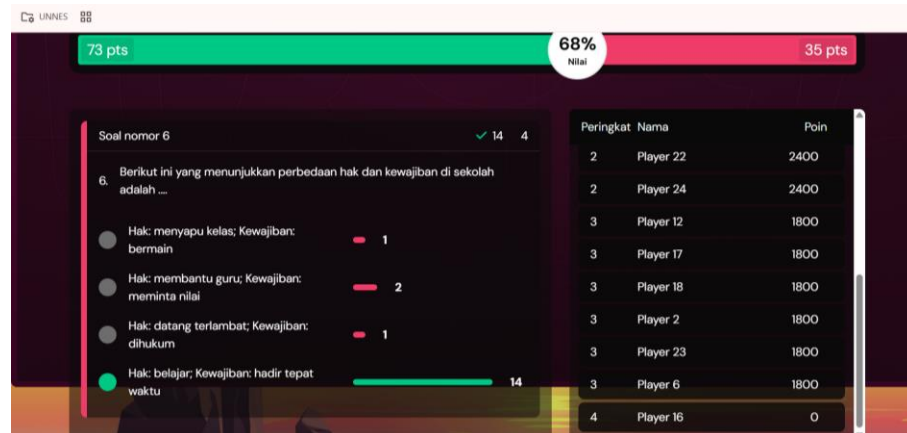 UNNES
73 pts
68%
Nilai
35 pts
Soal nomor 6
14 4
6. Berikut ini yang menunjukkan perbedaan hak dan kewajiban di sekolah
adalah ....
Hak: menyapu kelas; Kewajiban:
bermain
1
Hak: membantu guru; Kewajiban:
meminta nilai
2
Hak: datang terlambat; Kewajiban:
dihukum
1
Hak: belajar; Kewajiban: hadir tepat
waktu
14
Peringkat Nama Poin
2 Player 22 2400
2 Player 24 2400
3 Player 12 1800
3 Player 17 1800
3 Player 18 1800
3 Player 2 1800
3 Player 23 1800
3 Player 6 1800
4 Player 16 0